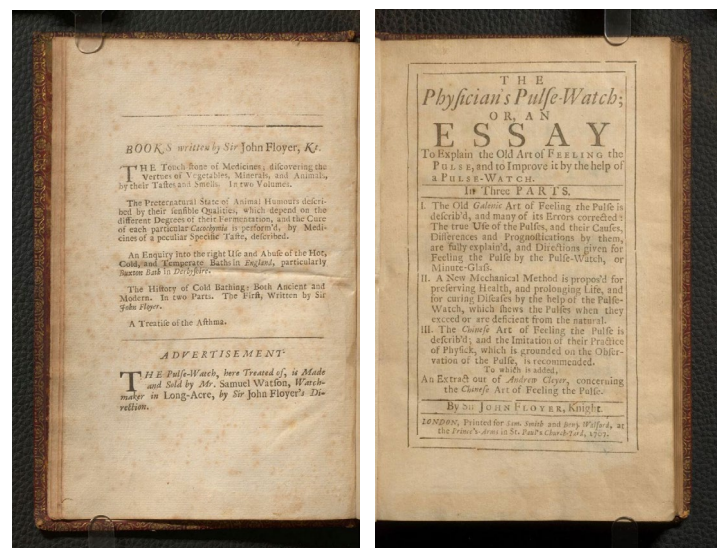 BOOKS written by Sir John Floyer, Kt.
THE Touch-stone of Medicines; discovering the
Vertues of Vegetables, Minerals, and Animals,
by their Tastes and Smells. In two Volumes.
The Preternatural State of Animal Humours descri-
bed by their sensible Qualities, which depend on the
different Degrees of their Fermentation, and the Cure
of each particular Cacochymia is perform'd, by Medi-
cines of a peculiar Specific Taste, described.
An Enquiry into the right Use and Abuse of the Hot,
Cold, and Temperate Baths in England, particularly
Buxton Bath in Derbyshire.
The History of Cold Bathing: Both Ancient and
Modern. In two Parts. The First, Written by Sir
John Floyer.
A Treatise of the Asthma.
ADVERTISEMENT.
THE Pulse-Watch, here Treated of, is Made
and Sold by Mr. Samuel Watson, Watch-
maker in Long-Acre, by Sir John Floyer's Di-
rection.
THE
Physician's Pulse-Watch;
OR, AN
ESSAY
To Explain the Old Art of FEELING the
PULSE, and to Improve it by the help of
a PULSE-WATCH.
In Three PARTS.
I. The Old Galenic Art of Feeling the Pulse is
describ'd, and many of its Errors corrected:
The true Use of the Pulses, and their Causes,
Differences and Prognostications by them,
are fully explain'd, and Directions given for
Feeling the Pulse by the Pulse-Watch, or
Minute-Glass.
II. A New Mechanical Method is propos'd for
preserving Health, and prolonging Life, and
for curing Diseases by the help of the Pulse-
Watch, which shews the Pulses when they
exceed or are deficient from the natural.
III. The Chinese Art of Feeling the Pulse is
describ'd; and the Imitation of their Practice
of Physick, which is grounded on the Obser-
vation of the Pulse, is recommended.
To which is added,
An Extract out of Andrew Cleyer, concerning
the Chinese Art of Feeling the Pulse.
By Sir JOHN FLOYER, Knight.
LONDON, Printed for Sam. Smith and Benj. Walford, at
the Prince's-Arms in St. Paul's Church-Yard, 1707.